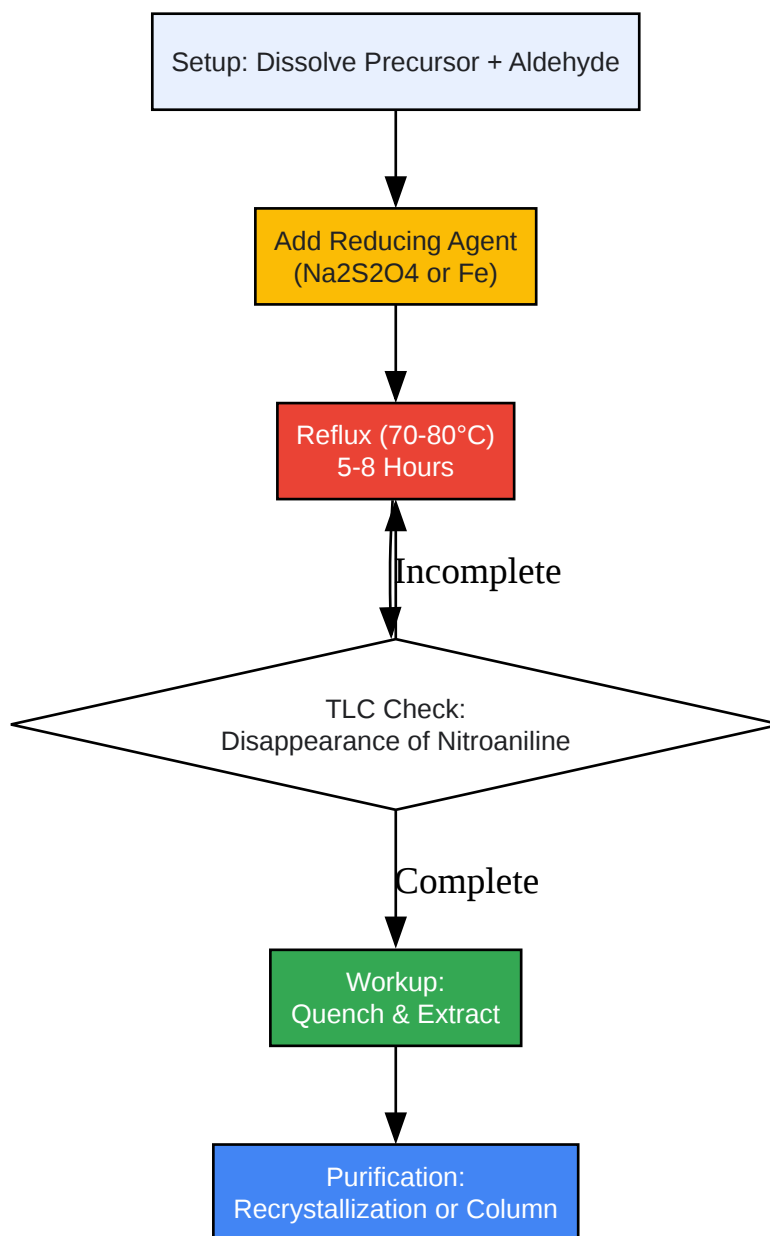 Setup: Dissolve Precursor + Aldehyde
Add Reducing Agent
(Na2S2O4 or Fe)
Reflux (70-80°C)
5-8 Hours
Incomplete
TLC Check:
Disappearance of Nitroaniline
Complete
Workup:
Quench & Extract
Purification:
Recrystallization or Column